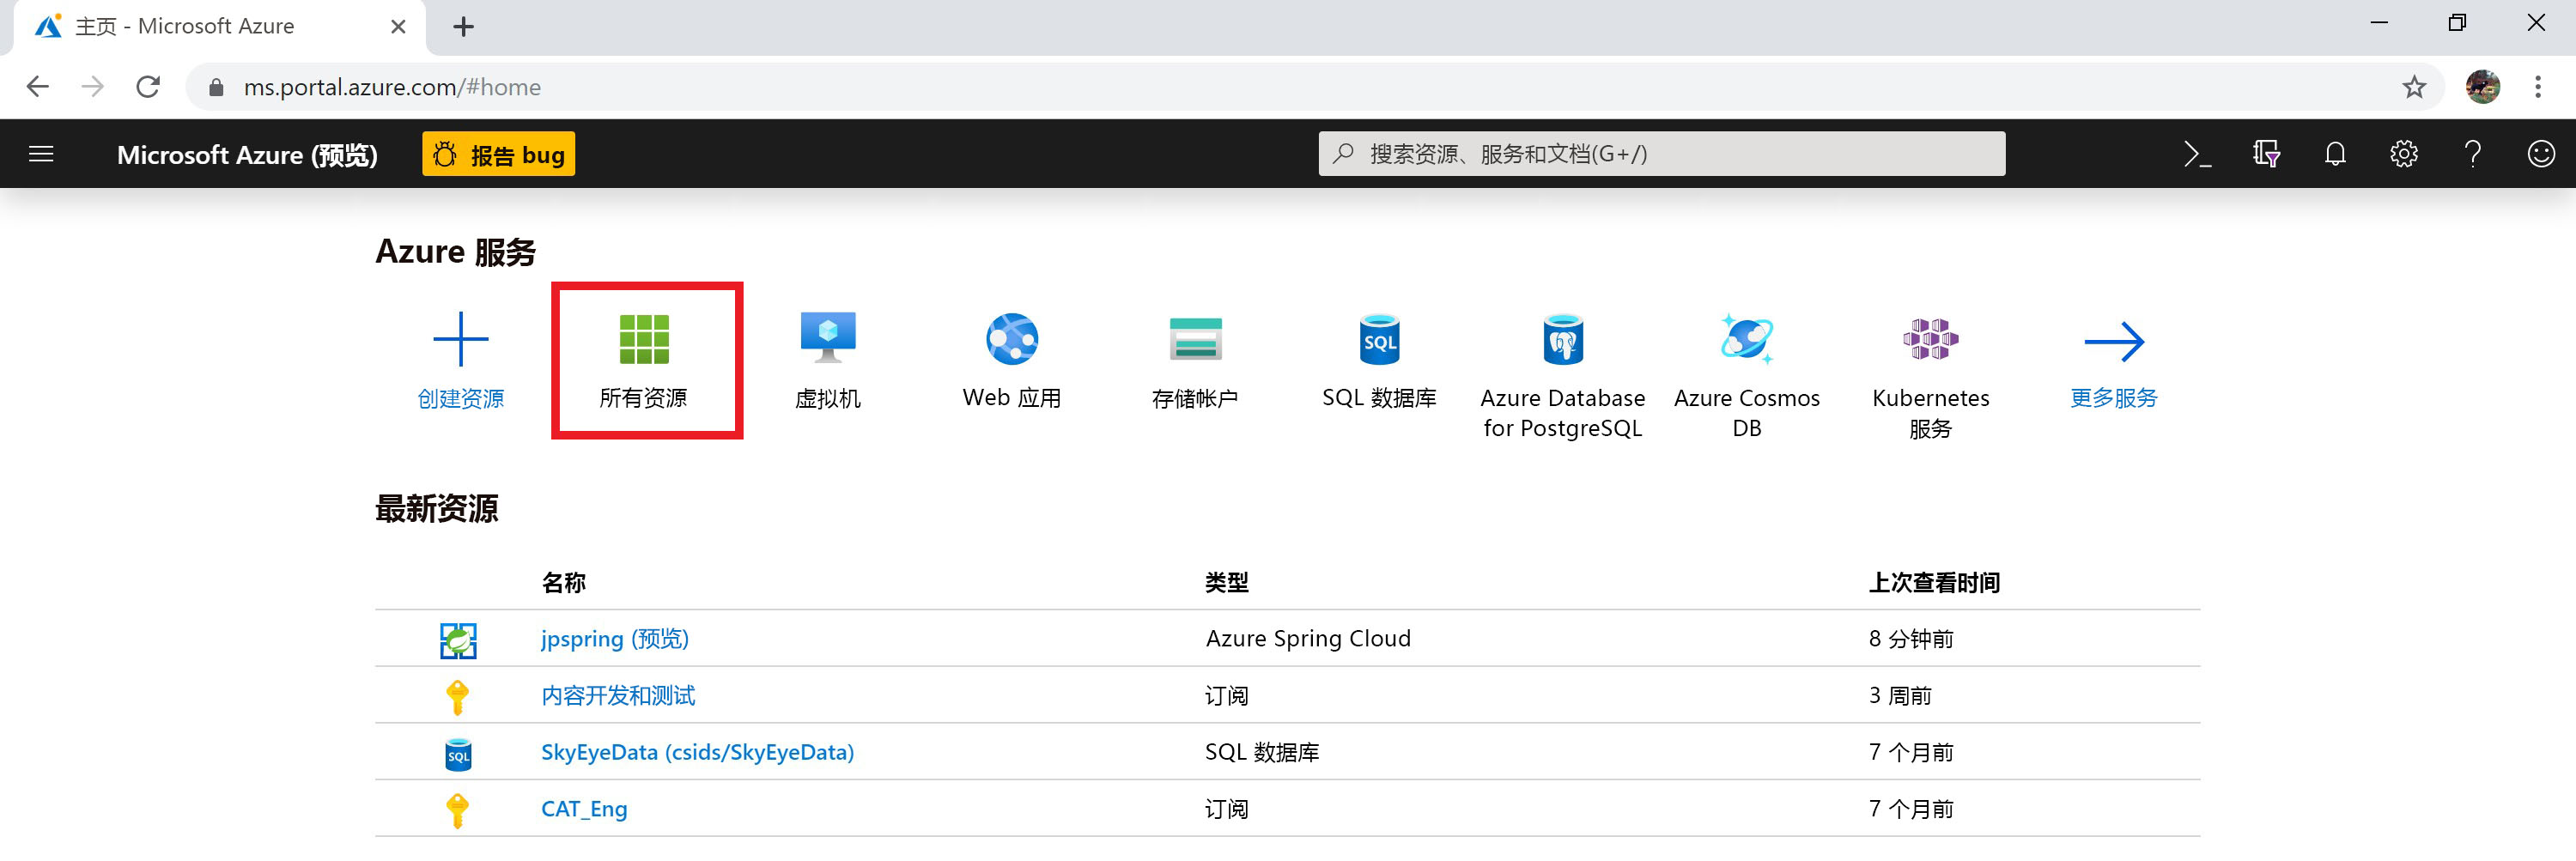 主页 - Microsoft Azure
ms.portal.azure.com/#home
Microsoft Azure (预览)
报告 bug
搜索资源、服务和文档(G+/)
Azure 服务
创建资源
所有资源
虚拟机
Web 应用
存储帐户
SQL
SQL 数据库
Azure Database
for PostgreSQL
Azure Cosmos
DB
Kubernetes
服务
更多服务
最新资源
名称 类型 上次查看时间
jpspring (预览) Azure Spring Cloud 8 分钟前
内容开发和测试 订阅 3 周前
SQL SkyEyeData (csids/SkyEyeData) SQL 数据库 7 个月前
CAT_Eng 订阅 7 个月前